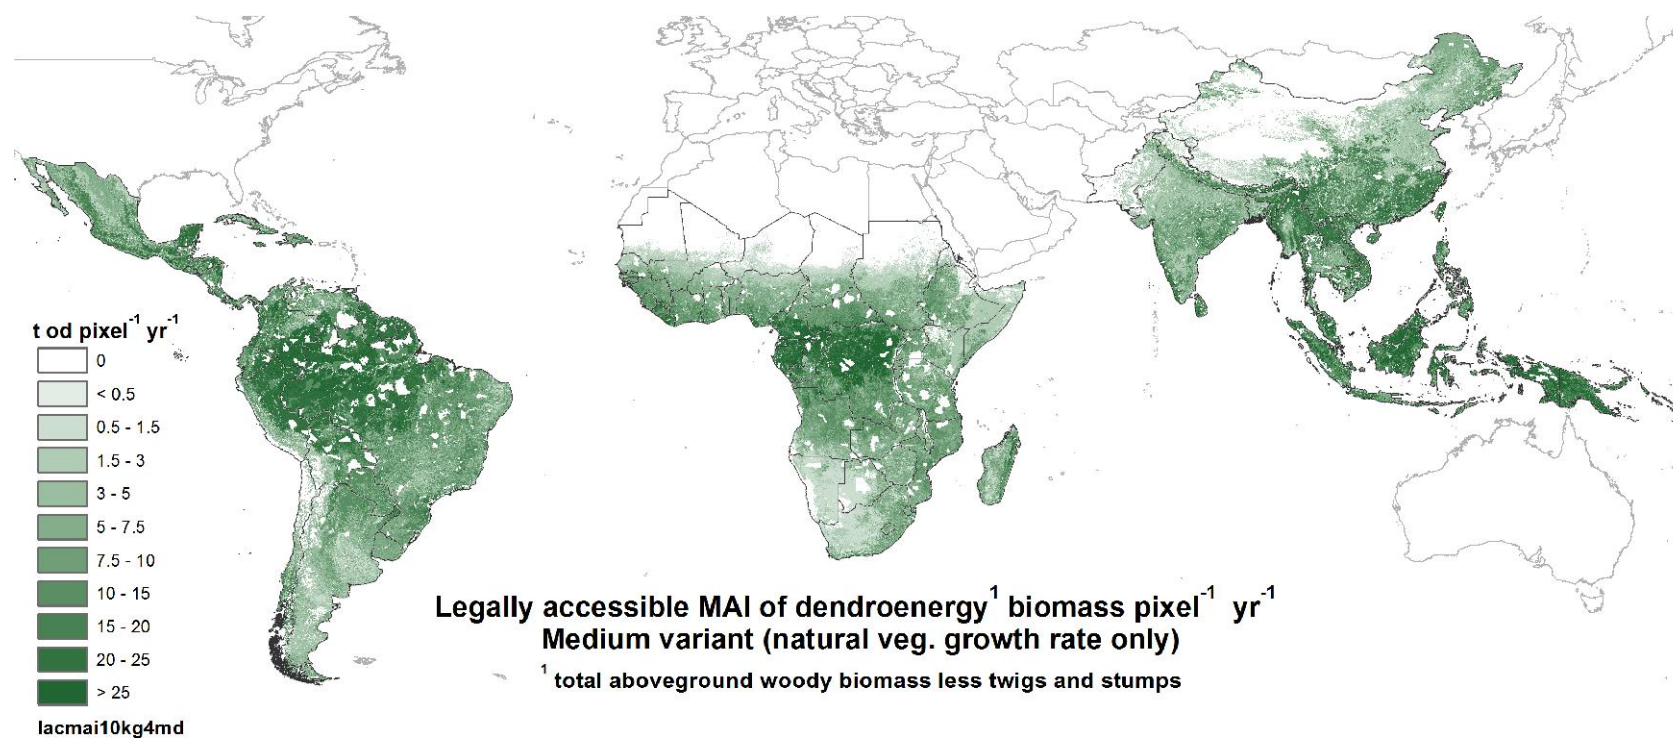 t od pixel⁻¹ yr⁻¹
0
< 0.5
0.5 - 1.5
1.5 - 3
3 - 5
5 - 7.5
7.5 - 10
10 - 15
15 - 20
20 - 25
> 25
lacmai10kg4md
Legally accessible MAI of dendroenergy¹ biomass pixel⁻¹ yr⁻¹
Medium variant (natural veg. growth rate only)
¹ total aboveground woody biomass less twigs and stumps